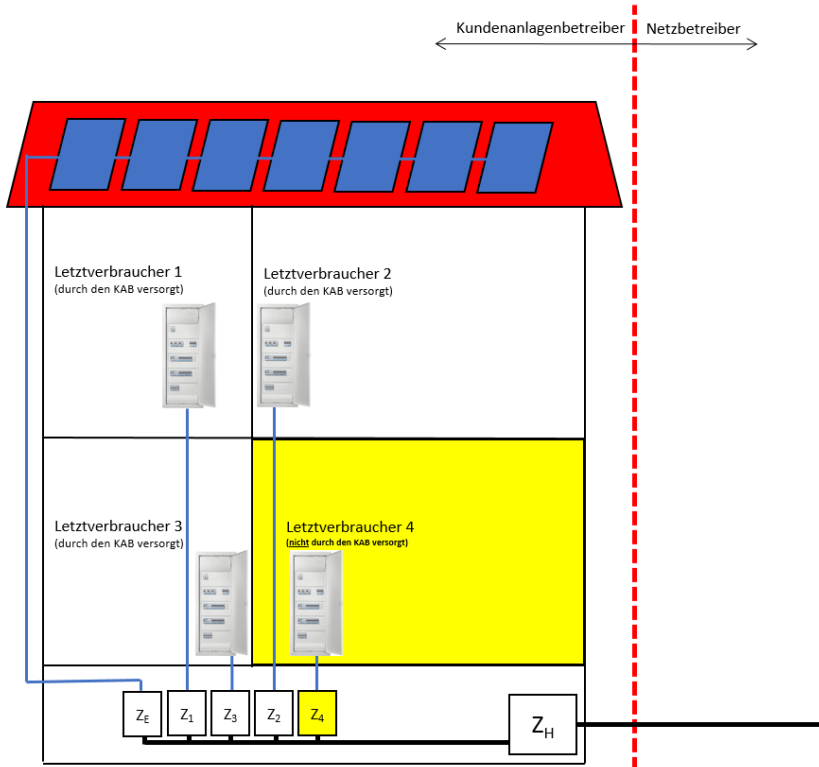 Kundenanlagenbetreiber
Netzbetreiber
Letztverbraucher 1
(durch den KAB versorgt)
Letztverbraucher 2
(durch den KAB versorgt)
Letztverbraucher 3
(durch den KAB versorgt)
Letztverbraucher 4
(nicht durch den KAB versorgt)
ZE
Z1
Z3
Z2
Z4
ZH